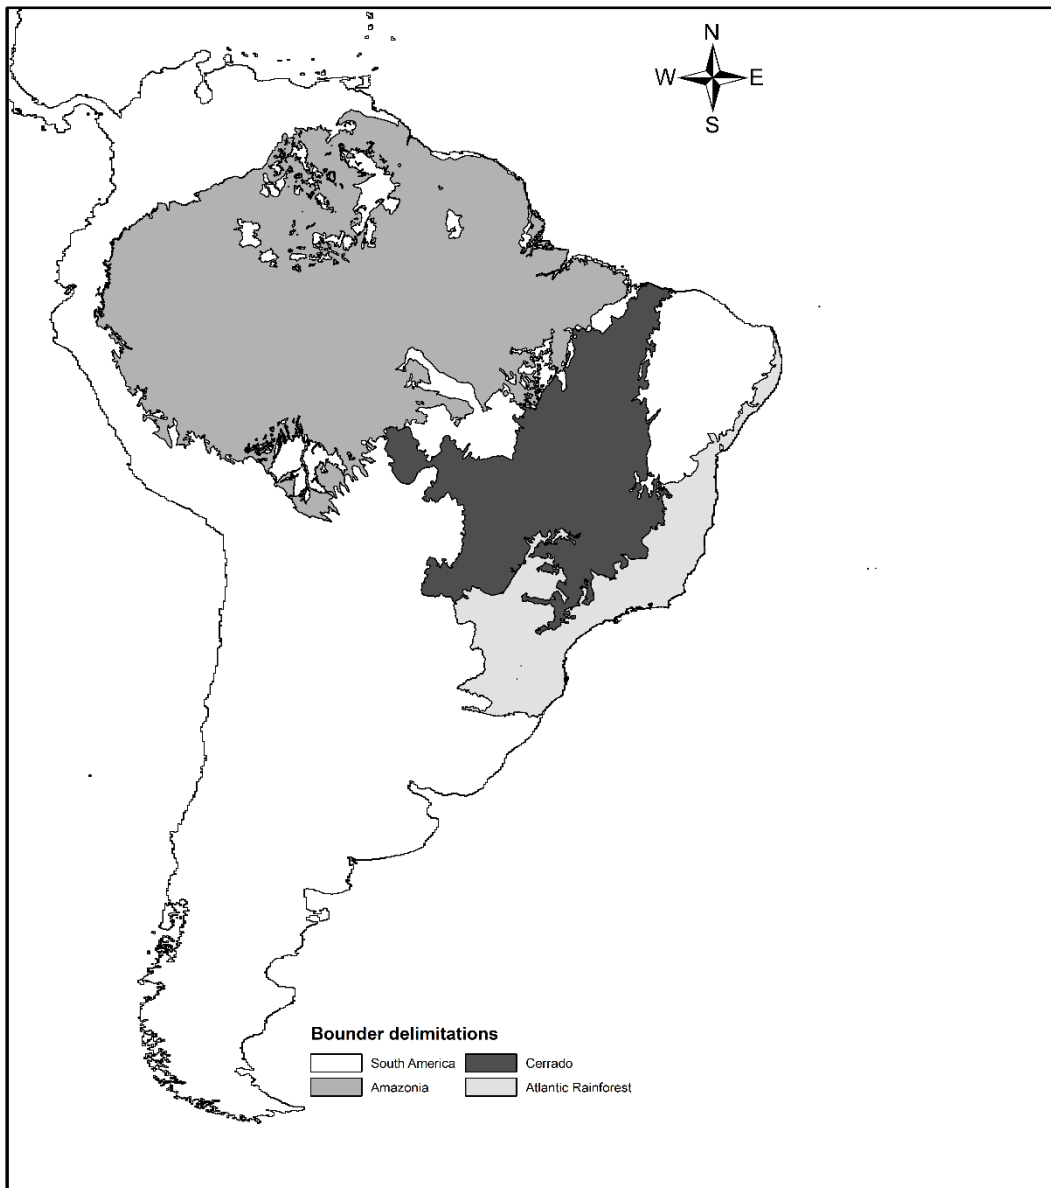 N
W E
S
Bounder delimitations
South America Cerrado
Amazonia Atlantic Rainforest